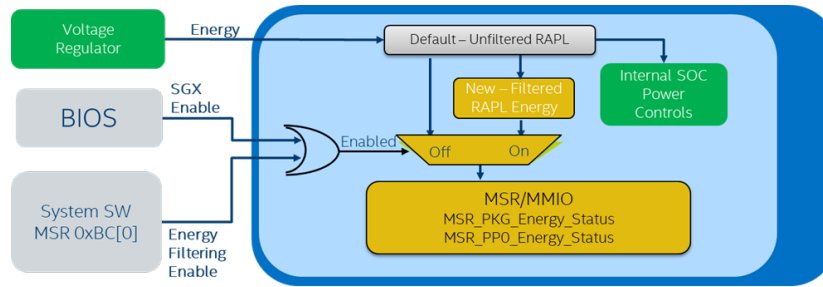 Voltage
Regulator
Energy
Default – Unfiltered RAPL
SGX
Enable
BIOS
New – Filtered
RAPL Energy
Internal SOC
Power
Controls
Enabled
Off
On
System SW
MSR 0xBC[0]
Energy
Filtering
Enable
MSR/MMIO
MSR_PKG_Energy_Status
MSR_PP0_Energy_Status